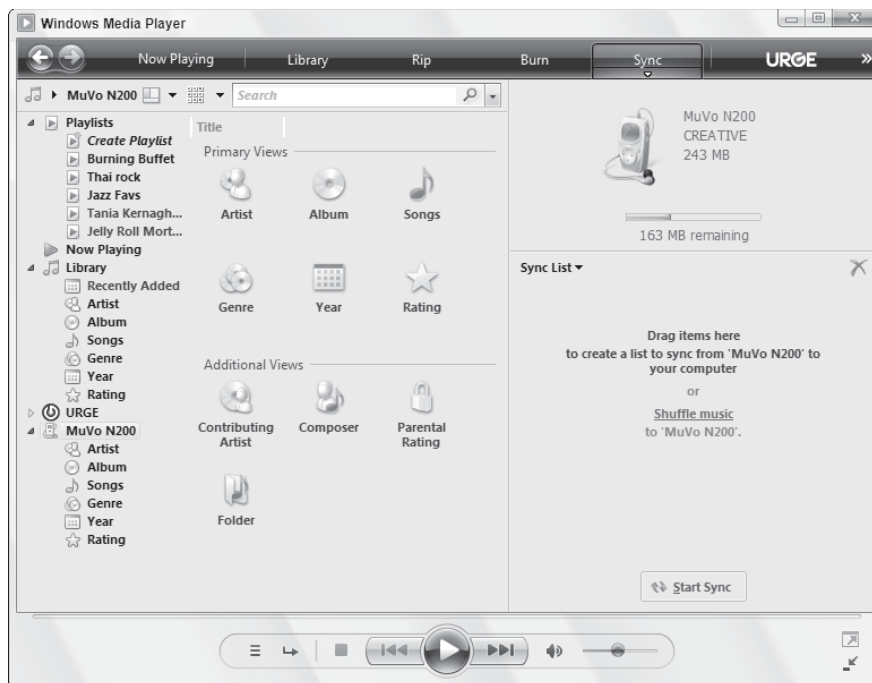 Windows Media Player
Now Playing Library Rip Burn Sync URGE »
MuVo N200 Search
Playlists
Create Playlist
Burning Buffet
Thai rock
Jazz Favs
Tania Kernagh...
Jelly Roll Mort...
Now Playing
Library
Recently Added
Artist
Album
Songs
Genre
Year
Rating
URGE
MuVo N200
Artist
Album
Songs
Genre
Year
Rating
Title
Primary Views
Artist Album Songs
Genre Year Rating
Additional Views
Contributing Composer Parental
Artist Rating
Folder
MuVo N200
CREATIVE
243 MB
163 MB remaining
Sync List
Drag items here
to create a list to sync from 'MuVo N200' to
your computer
or
Shuffle music
to 'MuVo N200'.
Start Sync